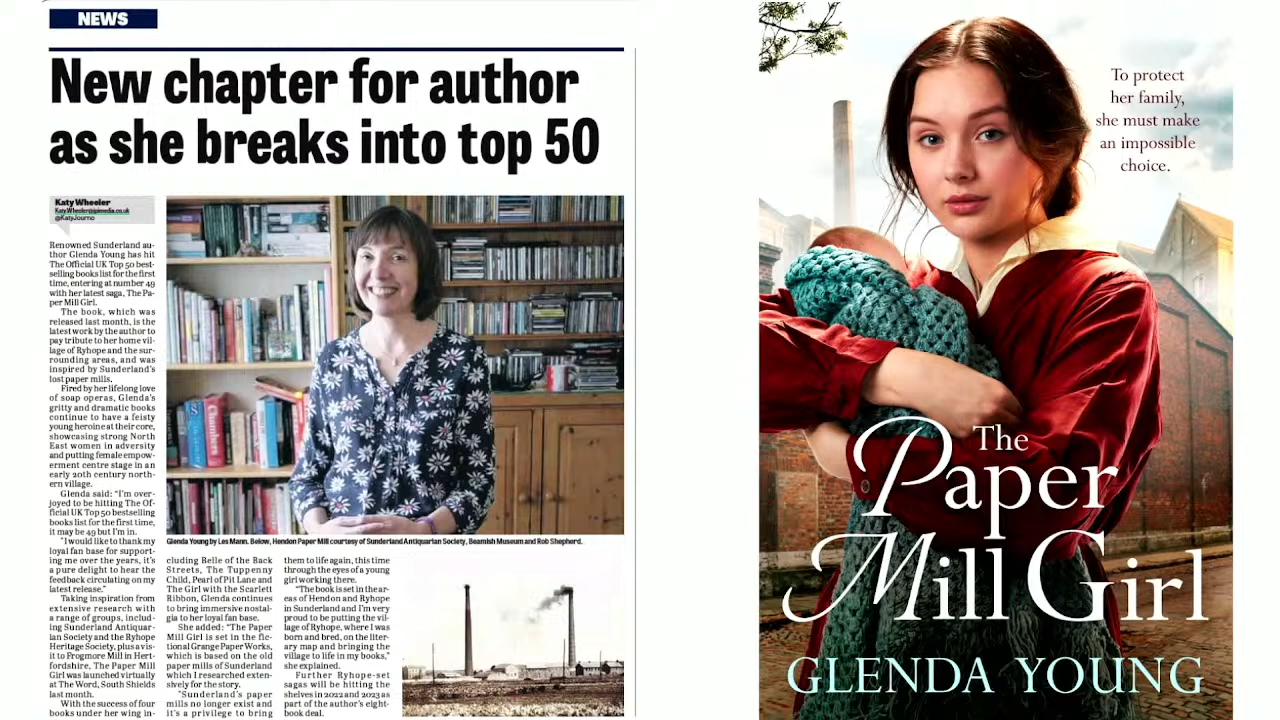 NEWS
New chapter for author
as she breaks into top 50
Katy Wheeler
Katy.Wheeler@jpimedia.co.uk
@KatyJourno
Renowned Sunderland au-
thor Glenda Young has hit
The Official UK Top 50 best-
selling books list for the first
time, entering at number 49
with her latest saga, The Pa-
per Mill Girl.
The book, which was
released last month, is the
latest work by the author to
pay tribute to her home vil-
lage of Ryhope and the sur-
rounding areas, and was
inspired by Sunderland's
lost paper mills.
Fired by her lifelong love
of soap operas, Glenda's
gritty and dramatic books
continue to have a feisty
young heroine at their core,
showcasing strong North
East women in adversity
and putting female empow-
erment centre stage in an
early 20th century north-
ern village.
Glenda said: "I'm over-
joyed to be hitting The Of-
ficial UK Top 50 bestselling
books list for the first time,
it may be 49 but I'm in.
"I would like to thank my
loyal fan base for support-
ing me over the years, it's
a pure delight to hear the
feedback circulating on my
latest release."
Taking inspiration from
extensive research with
a range of groups, includ-
ing Sunderland Antiquar-
ian Society and the Ryhope
Heritage Society, plus a vis-
it to Frogmore Mill in Hert-
fordshire, The Paper Mill
Girl was launched virtually
at The Word, South Shields
last month.
With the success of four
books under her wing in-
Glenda Young by Les Mann. Below, Hendon Paper Mill courtesy of Sunderland Antiquarian Society, Beamish Museum and Rob Shepherd.
cluding Belle of the Back
Streets, The Tuppenny
Child, Pearl of Pit Lane and
The Girl with the Scarlett
Ribbon, Glenda continues
to bring immersive nostal-
gia to her loyal fan base.
She added: "The Paper
Mill Girl is set in the fic-
tional Grange Paper Works,
which is based on the old
paper mills of Sunderland
which I researched exten-
sively for the story.
"Sunderland's paper
mills no longer exist and
it's a privilege to bring
them to life again, this time
through the eyes of a young
girl working there.
"The book is set in the ar-
eas of Hendon and Ryhope
in Sunderland and I'm very
proud to be putting the vil-
lage of Ryhope, where I was
born and bred, on the liter-
ary map and bringing the
village to life in my books,"
she explained.
Further Ryhope-set
sagas will be hitting the
shelves in 2022 and 2023 as
part of the author's eight-
book deal.
Chambers
To protect
her family,
she must make
an impossible
choice.
The
Paper
Mill Girl
GLENDA YOUNG